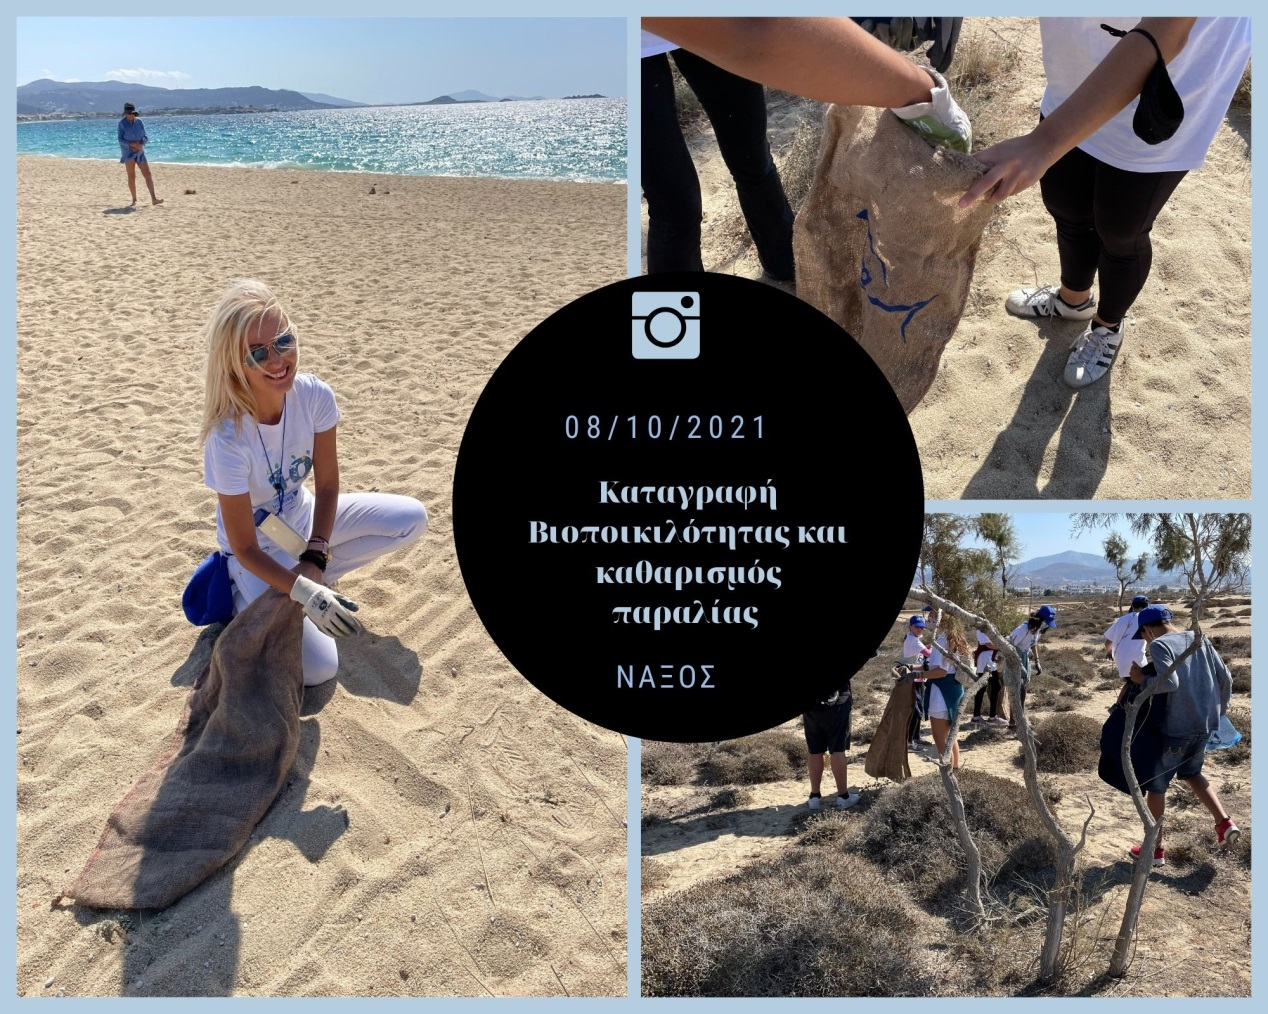 08/10/2021
Καταγραφή
Βιοποικιλότητας και
καθαρισμός
παραλίας
ΝΑΞΟΣ